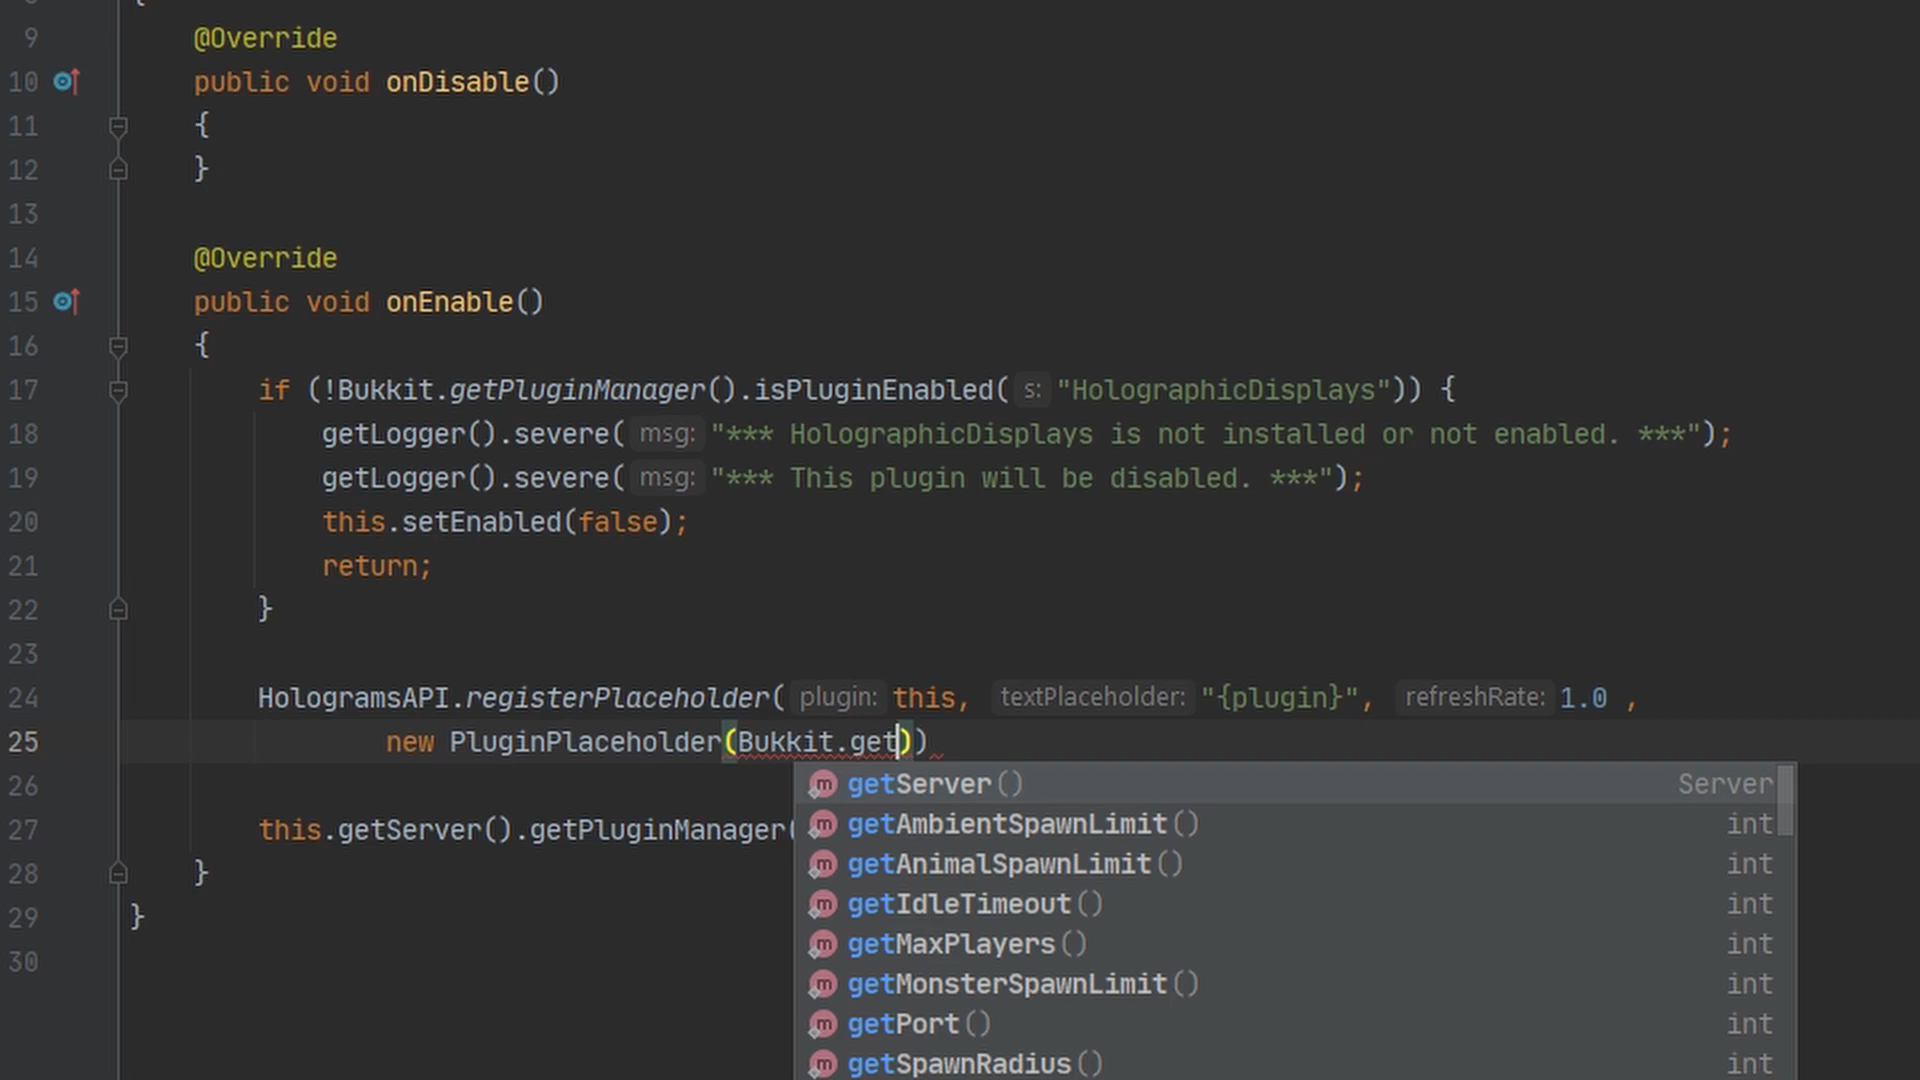 {
9 @Override
10 public void onDisable()
11 {
12 }
13
14 @Override
15 public void onEnable()
16 {
17 if (!Bukkit.getPluginManager().isPluginEnabled( s: "HolographicDisplays")) {
18 getLogger().severe( msg: "*** HolographicDisplays is not installed or not enabled. ***");
19 getLogger().severe( msg: "*** This plugin will be disabled. ***");
20 this.setEnabled(false);
21 return;
22 }
23
24 HologramsAPI.registerPlaceholder( plugin: this, textPlaceholder: "{plugin}", refreshRate: 1.0 ,
25 new PluginPlaceholder(Bukkit.get))
26
27 this.getServer().getPluginManager(
28 }
29 }
30
m getServer() Server
m getAmbientSpawnLimit() int
m getAnimalSpawnLimit() int
m getIdleTimeout() int
m getMaxPlayers() int
m getMonsterSpawnLimit() int
m getPort() int
m getSpawnRadius() int